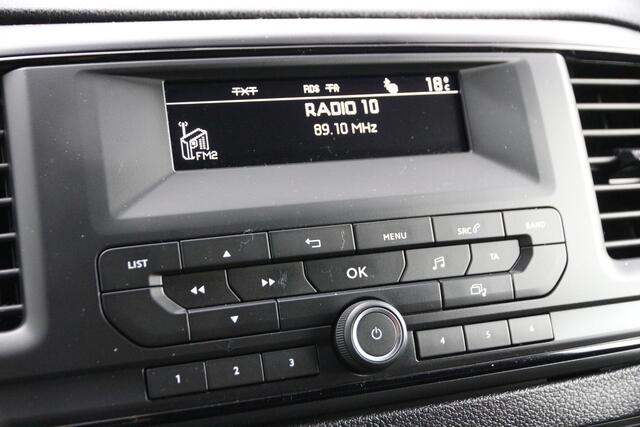 TXT RDS TA 18°C
RADIO 10
89.10 MHz
FM2
LIST MENU SRC BAND
OK TA
1 2 3 4 5 6